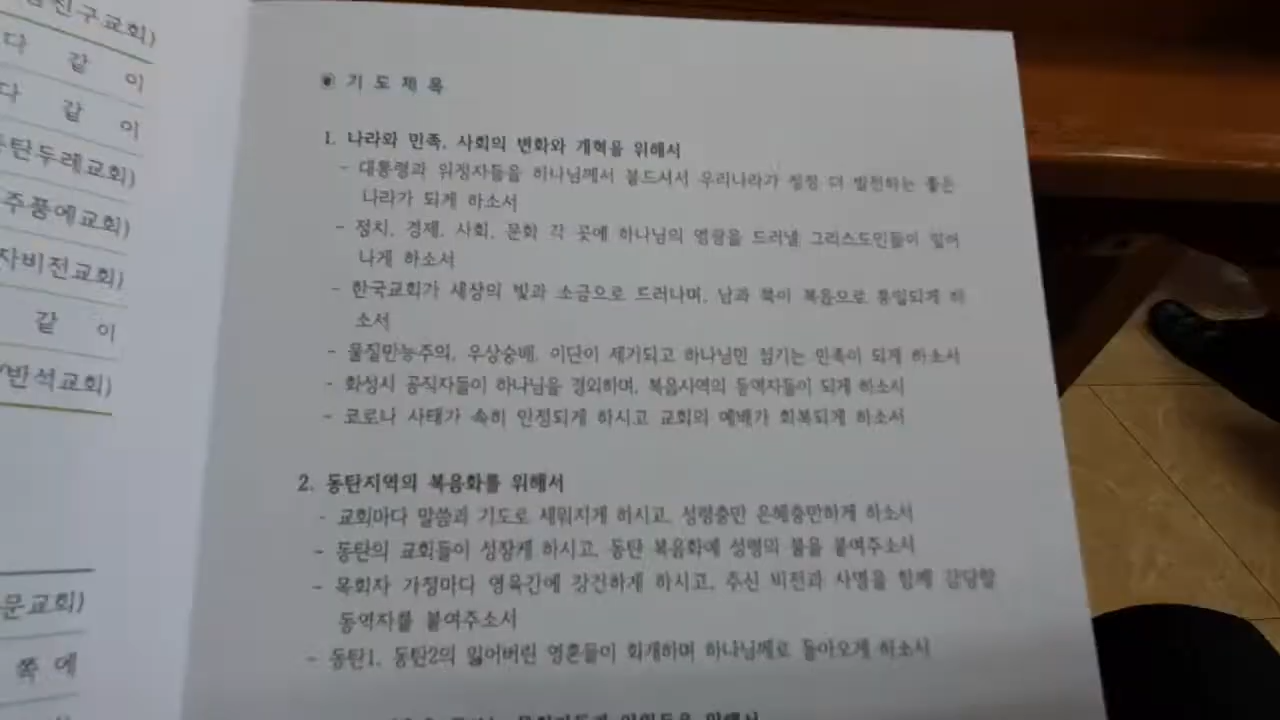 친구교회)
다 같 이
다 같 이
탄두레교회)
주품에교회)
자비전교회)
같 이
반석교회)
문교회)
쪽 에
◉ 기 도 제 목
1. 나라와 민족, 사회의 변화와 개혁을 위해서
- 대통령과 위정자들을 하나님께서 붙드셔서 우리나라가 점점 더 발전하는 좋은
나라가 되게 하소서
- 정치, 경제, 사회, 문화 각 곳에 하나님의 영광을 드러낼 그리스도인들이 일어
나게 하소서
- 한국교회가 세상의 빛과 소금으로 드러나며, 남과 북이 복음으로 통일되게 하
소서
- 물질만능주의, 우상숭배, 이단이 제거되고 하나님만 섬기는 민족이 되게 하소서
- 화성시 공직자들이 하나님을 경외하며, 복음사역의 동역자들이 되게 하소서
- 코로나 사태가 속히 안정되게 하시고 교회의 예배가 회복되게 하소서
2. 동탄지역의 복음화를 위해서
- 교회마다 말씀과 기도로 세워지게 하시고, 성령충만 은혜충만하게 하소서
- 동탄의 교회들이 성장케 하시고, 동탄 복음화에 성령의 불을 붙여주소서
- 목회자 가정마다 영육간에 강건하게 하시고, 주신 비전과 사명을 함께 감당할
동역자를 붙여주소서
- 동탄1, 동탄2의 잃어버린 영혼들이 회개하며 하나님께로 돌아오게 하소서
위해서